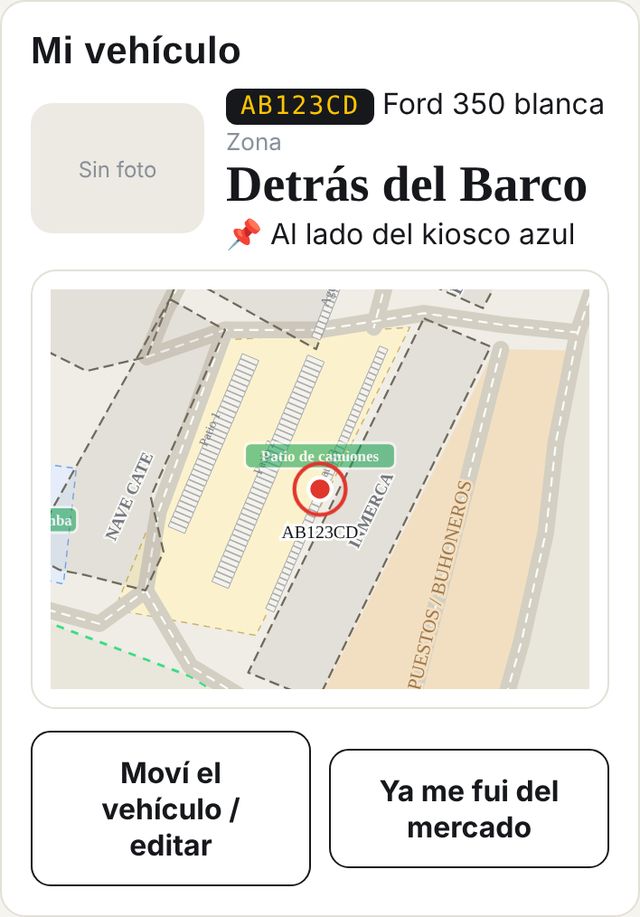 Mi vehículo
Sin foto
AB123CD Ford 350 blanca
Zona
Detrás del Barco
Al lado del kiosco azul
Patio 1
Patio de camiones
NAVE CATE
AB123CD
INMERCA
PUESTOS / BUHONEROS
Moví el
vehículo /
editar
Ya me fui del
mercado